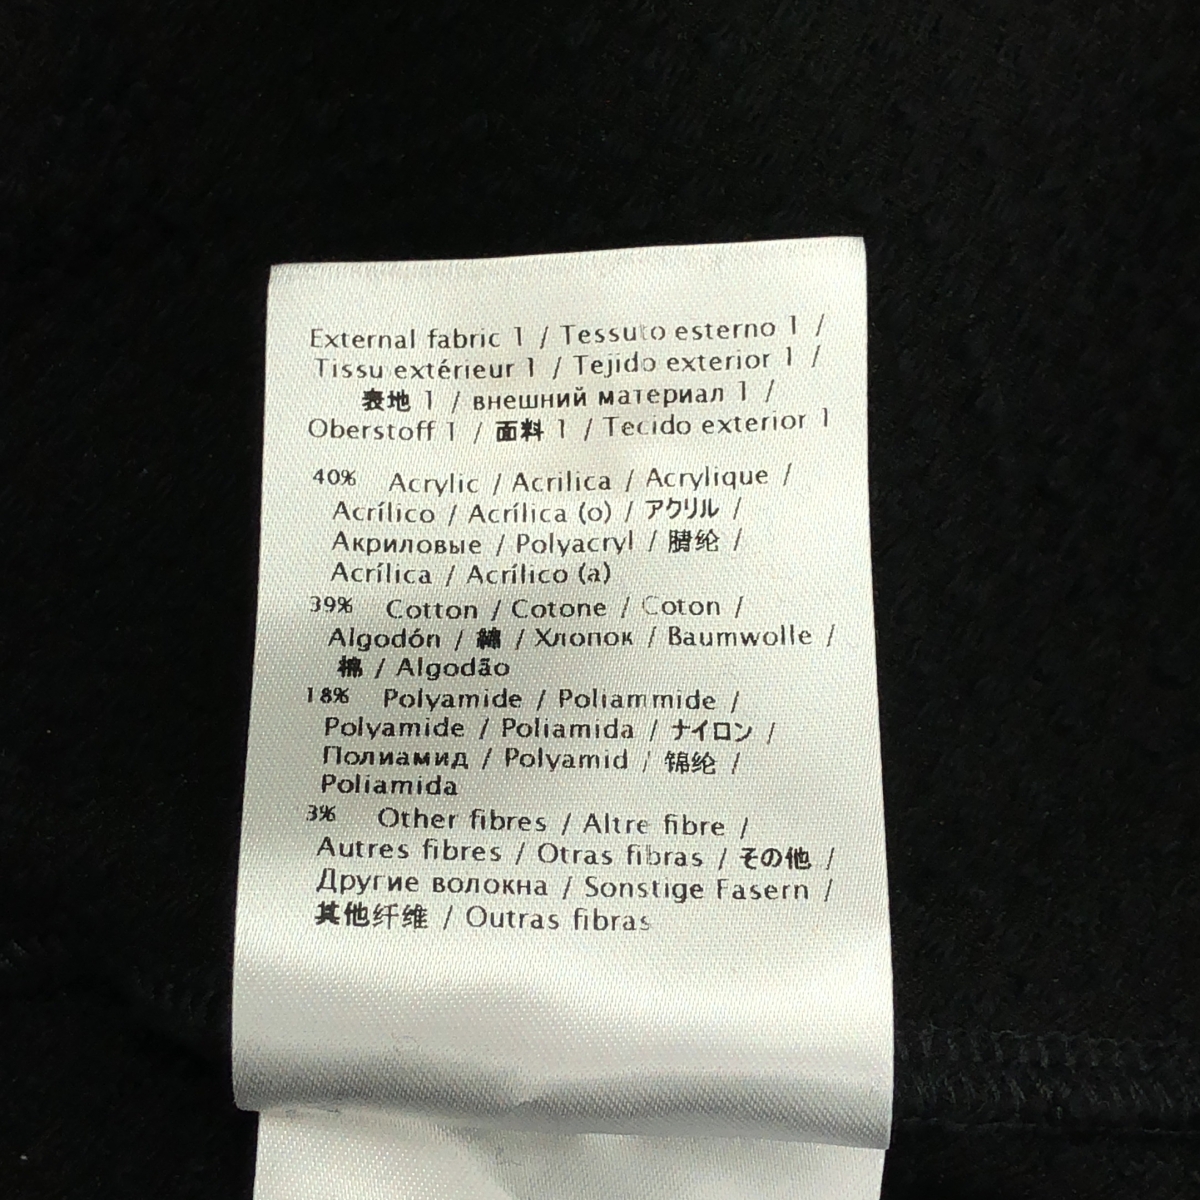 External fabric 1 / Tessuto esterno 1 /
Tissu extérieur 1 / Tejido exterior 1 /
表地 1 / внешний материал 1 /
Oberstoff 1 / 面料 1 / Tecido exterior 1
40% Acrylic / Acrilica / Acrylique /
Acrílico / Acrílica (o) / アクリル /
Акриловые / Polyacryl / 腈纶 /
Acrílica / Acrílico (a)
39% Cotton / Cotone / Coton /
Algodón / 綿 / Хлопок / Baumwolle /
棉 / Algodão
18% Polyamide / Poliammide /
Polyamide / Poliamida / ナイロン /
Полиамид / Polyamid / 锦纶 /
Poliamida
3% Other fibres / Altre fibre /
Autres fibres / Otras fibras / その他 /
Другие волокна / Sonstige Fasern /
其他纤维 / Outras fibras